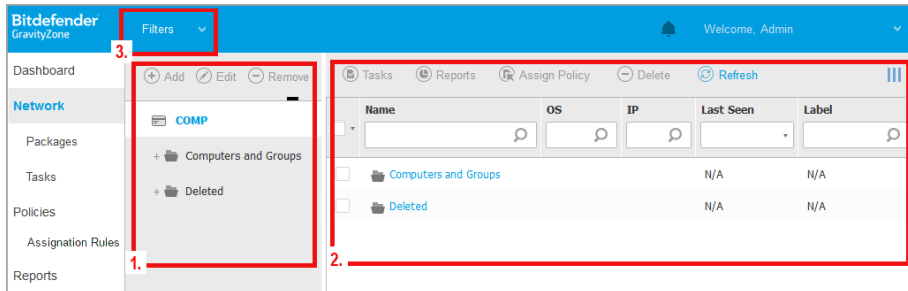 Bitdefender
GravityZone
Filters
Welcome, Admin
3.
Dashboard
Network
Packages
Tasks
Policies
Assignation Rules
Reports
Add Edit Remove
COMP
+ Computers and Groups
+ Deleted
1.
Tasks Reports Assign Policy Delete Refresh
Name OS IP Last Seen Label
Computers and Groups N/A N/A
Deleted N/A N/A
2.